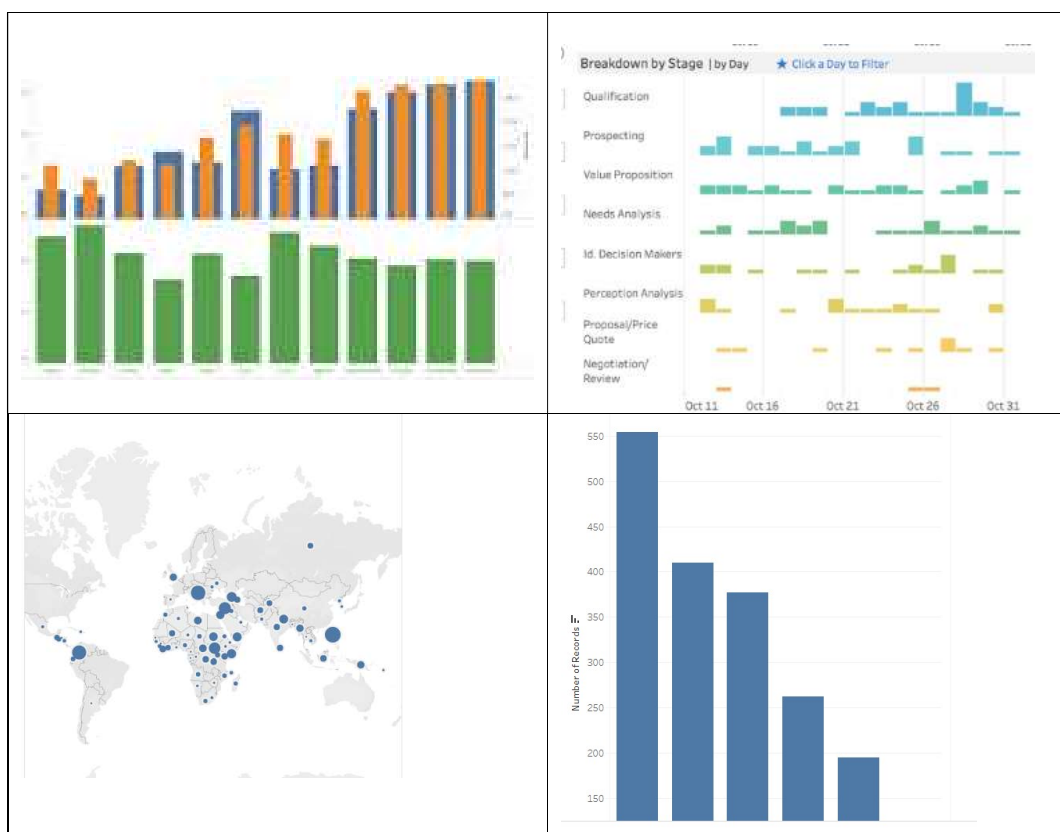 Breakdown by Stage | by Day ★ Click a Day to Filter
Qualification
Prospecting
Value Proposition
Needs Analysis
Id. Decision Makers
Perception Analysis
Proposal/Price
Quote
Negotiation/
Review
Oct 11 Oct 16 Oct 21 Oct 26 Oct 31
550
500
450
400
350
300
250
200
150
Number of Records